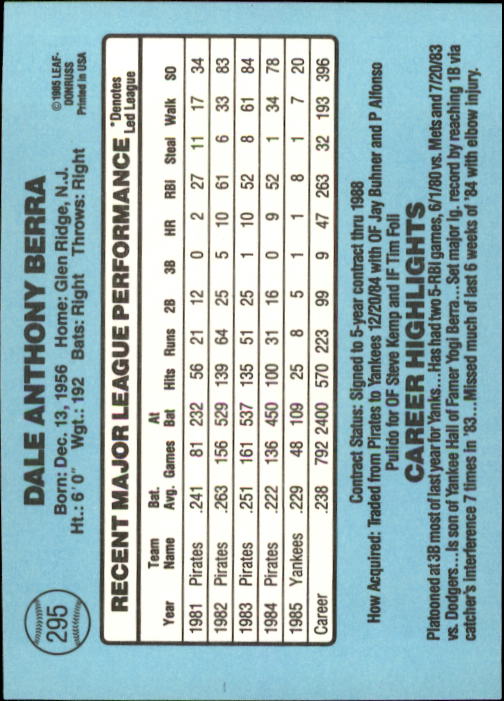 295
DALE ANTHONY BERRA
©1985 LEAF-
DONRUSS
Printed in USA
Born: Dec. 13, 1956 Home: Glen Ridge, N.J.
Ht.: 6'0" Wgt.: 192 Bats: Right Throws: Right
RECENT MAJOR LEAGUE PERFORMANCE *Denotes Led League
Year Team Name Bat. Avg. Games At Bat Hits Runs 2B 3B HR RBI Steal Walk SO
1981 Pirates .241 81 232 56 21 12 0 2 27 11 17 34
1982 Pirates .263 156 529 139 64 25 5 10 61 6 33 83
1983 Pirates .251 161 537 135 51 25 1 10 52 8 61 84
1984 Pirates .222 136 450 100 31 16 0 9 52 1 34 78
1985 Yankees .229 48 109 25 8 5 1 1 8 1 7 20
Career .238 792 2400 570 223 99 9 47 263 32 193 396
Contract Status: Signed to 5-year contract thru 1988
How Acquired: Traded from Pirates to Yankees 12/20/84 with OF Jay Buhner and P Alfonso
Pulido for OF Steve Kemp and IF Tim Foli
CAREER HIGHLIGHTS
Platooned at 3B most of last year for Yanks...Has had two 5-RBI games, 6/1/80 vs. Mets and 7/20/83
vs. Dodgers...Is son of Yankee Hall of Famer Yogi Berra...Set major lg. record by reaching 1B via
catcher's interference 7 times in '83...Missed much of last 6 weeks of '84 with elbow injury.